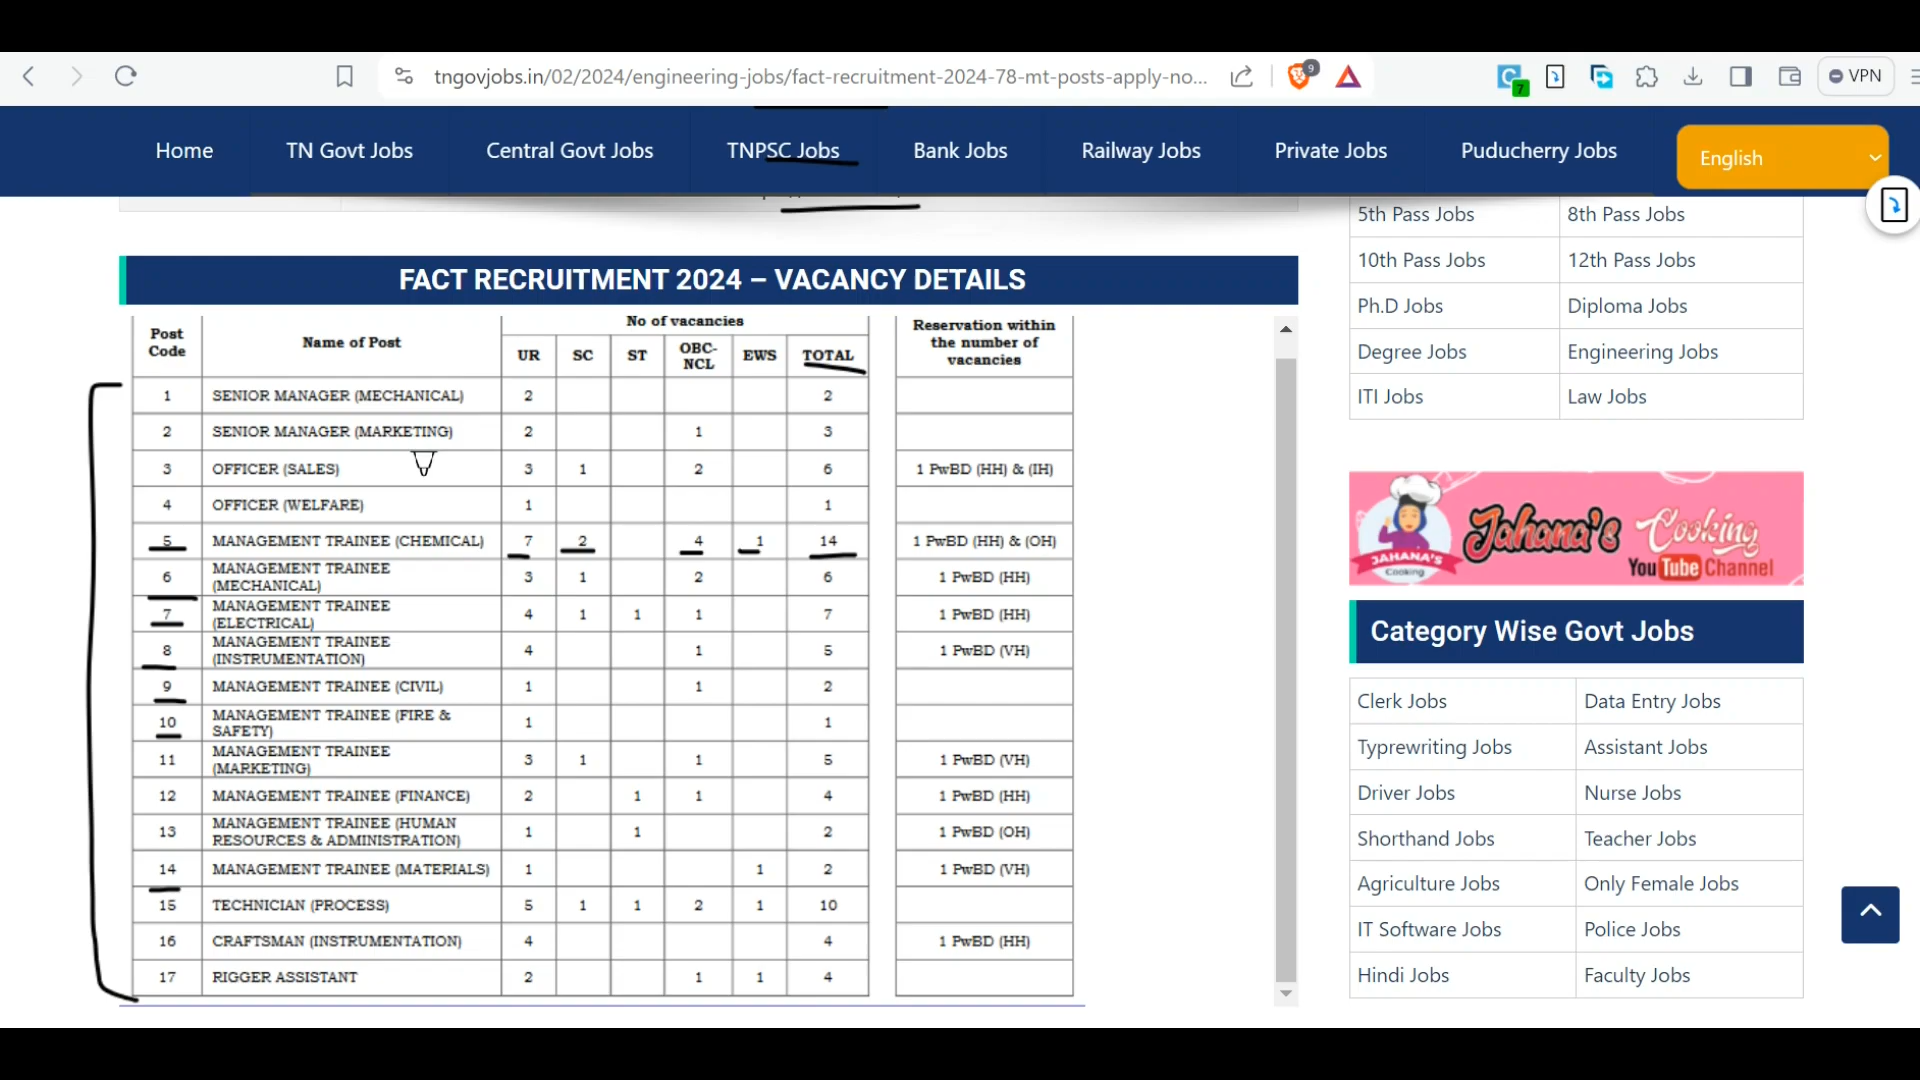 tngovjobs.in/02/2024/engineering-jobs/fact-recruitment-2024-78-mt-posts-apply-no...
9
7
VPN
Home TN Govt Jobs Central Govt Jobs TNPSC Jobs Bank Jobs Railway Jobs Private Jobs Puducherry Jobs English
FACT RECRUITMENT 2024 – VACANCY DETAILS
Post Code Name of Post No of vacancies Reservation within the number of vacancies
UR SC ST OBC-NCL EWS TOTAL
1 SENIOR MANAGER (MECHANICAL) 2 2
2 SENIOR MANAGER (MARKETING) 2 1 3
3 OFFICER (SALES) 3 1 2 6 1 PwBD (HH) & (IH)
4 OFFICER (WELFARE) 1 1
5 MANAGEMENT TRAINEE (CHEMICAL) 7 2 4 1 14 1 PwBD (HH) & (OH)
6 MANAGEMENT TRAINEE (MECHANICAL) 3 1 2 6 1 PwBD (HH)
7 MANAGEMENT TRAINEE (ELECTRICAL) 4 1 1 1 7 1 PwBD (HH)
8 MANAGEMENT TRAINEE (INSTRUMENTATION) 4 1 5 1 PwBD (VH)
9 MANAGEMENT TRAINEE (CIVIL) 1 1 2
10 MANAGEMENT TRAINEE (FIRE & SAFETY) 1 1
11 MANAGEMENT TRAINEE (MARKETING) 3 1 1 5 1 PwBD (VH)
12 MANAGEMENT TRAINEE (FINANCE) 2 1 1 4 1 PwBD (HH)
13 MANAGEMENT TRAINEE (HUMAN RESOURCES & ADMINISTRATION) 1 1 2 1 PwBD (OH)
14 MANAGEMENT TRAINEE (MATERIALS) 1 1 2 1 PwBD (VH)
15 TECHNICIAN (PROCESS) 5 1 1 2 1 10
16 CRAFTSMAN (INSTRUMENTATION) 4 4 1 PwBD (HH)
17 RIGGER ASSISTANT 2 1 1 4
5th Pass Jobs 8th Pass Jobs
10th Pass Jobs 12th Pass Jobs
Ph.D Jobs Diploma Jobs
Degree Jobs Engineering Jobs
ITI Jobs Law Jobs
JAHANA'S
Cooking
Jahana's Cooking
YouTube Channel
Category Wise Govt Jobs
Clerk Jobs Data Entry Jobs
Typrewriting Jobs Assistant Jobs
Driver Jobs Nurse Jobs
Shorthand Jobs Teacher Jobs
Agriculture Jobs Only Female Jobs
IT Software Jobs Police Jobs
Hindi Jobs Faculty Jobs